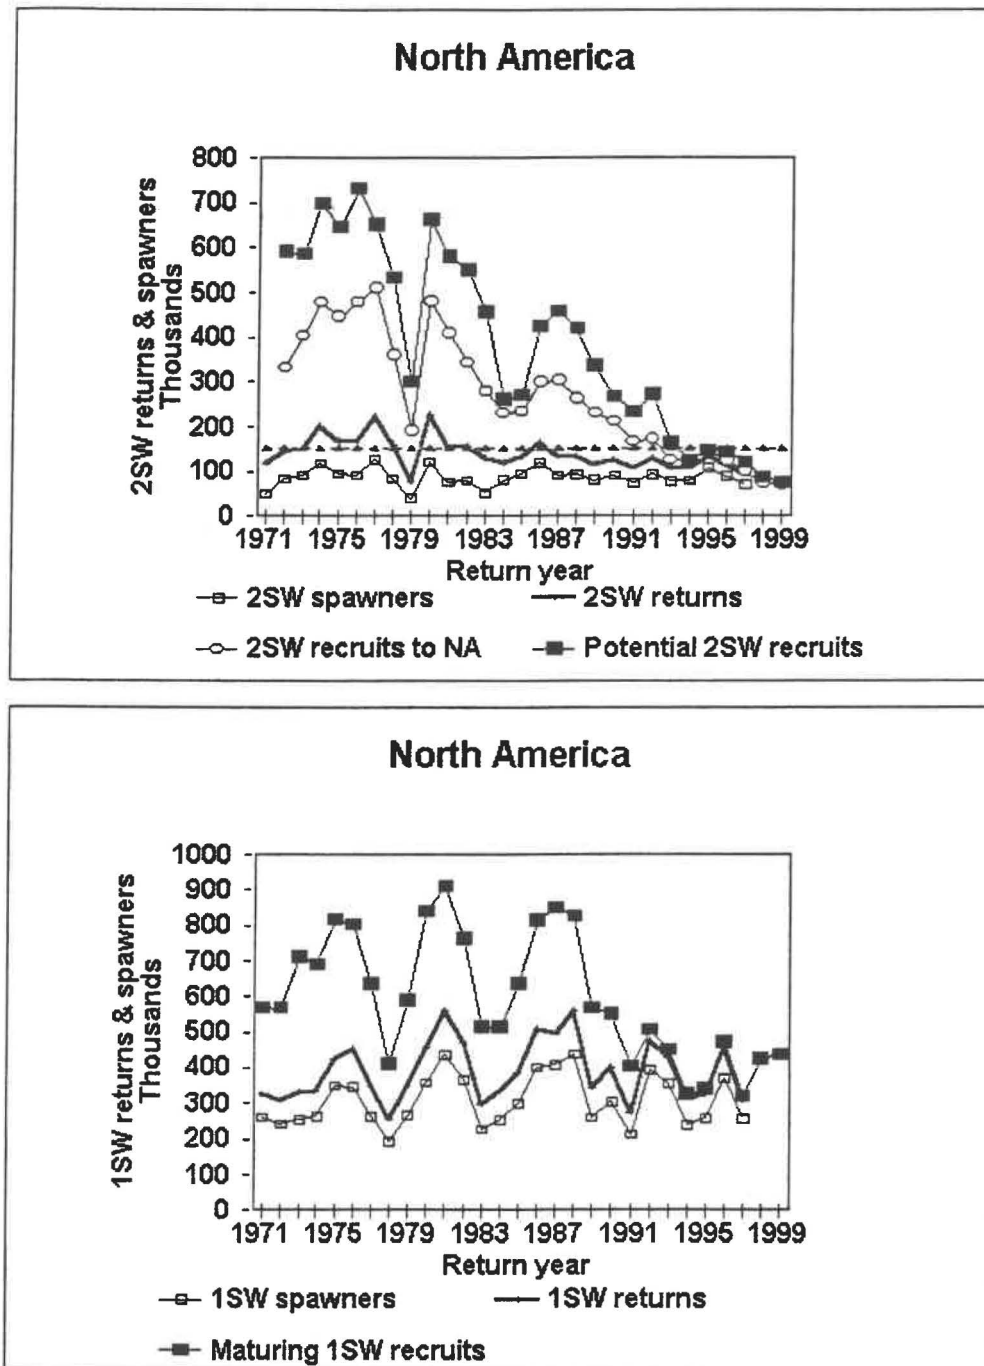 North America
2SW returns & spawners
Thousands
800
700
600
500
400
300
200
100
0
1971 1975 1979 1983 1987 1991 1995 1999
Return year
2SW spawners 2SW returns
2SW recruits to NA Potential 2SW recruits
North America
1SW returns & spawners
Thousands
1000
900
800
700
600
500
400
300
200
100
0
1971 1975 1979 1983 1987 1991 1995 1999
Return year
1SW spawners 1SW returns
Maturing 1SW recruits